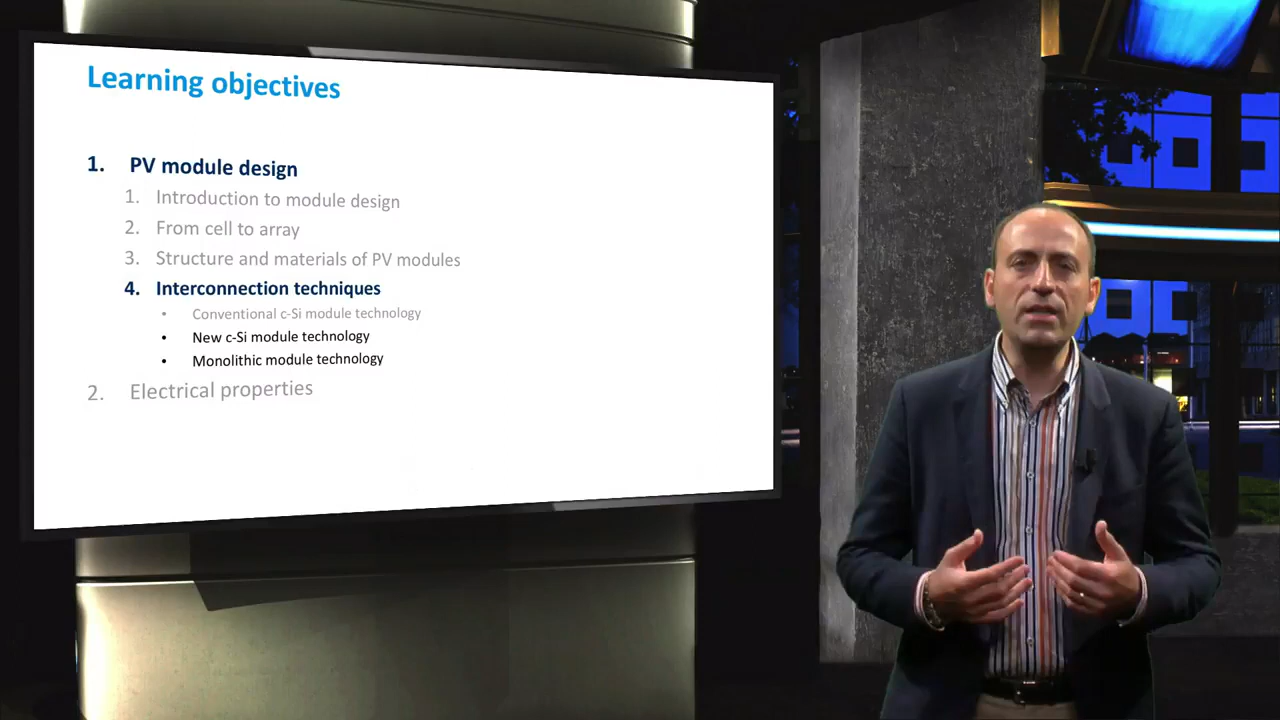 Learning objectives
1. PV module design
1. Introduction to module design
2. From cell to array
3. Structure and materials of PV modules
4. Interconnection techniques
• Conventional c-Si module technology
• New c-Si module technology
• Monolithic module technology
2. Electrical properties